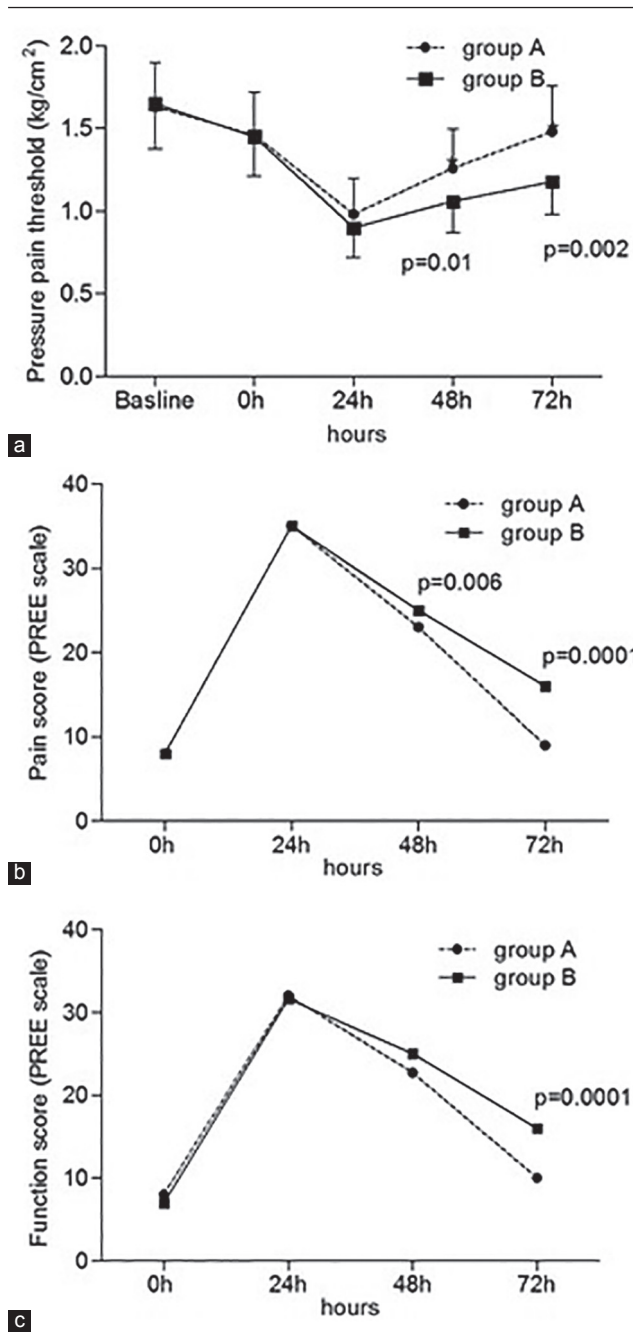 Pressure pain threshold (kg/cm²)
2.0
1.5
1.0
0.5
0.0
group A
group B
p=0.01
p=0.002
Basline 0h 24h 48h 72h
hours
a
Pain score (PREE scale)
40
30
20
10
0
group A
group B
p=0.006
p=0.0001
0h 24h 48h 72h
hours
b
Function score (PREE scale)
40
30
20
10
0
group A
group B
p=0.0001
0h 24h 48h 72h
hours
c